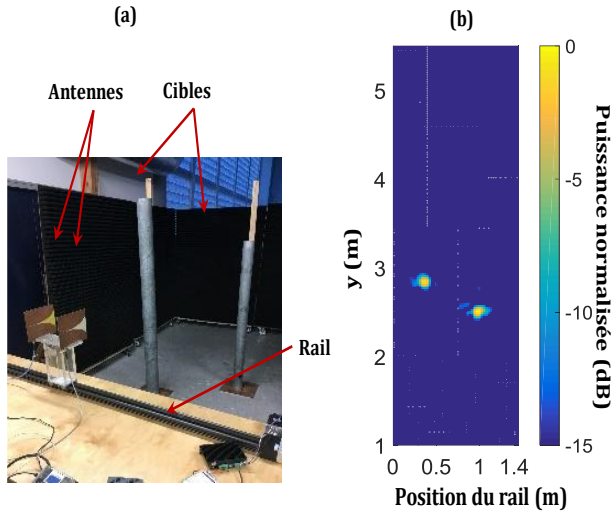 (a)
Antennes
Cibles
Rail
(b)
0
-5
-10
-15
Puissance normalisée (dB)
5
4
3
2
1
y (m)
0
0.5
1
1.4
Position du rail (m)